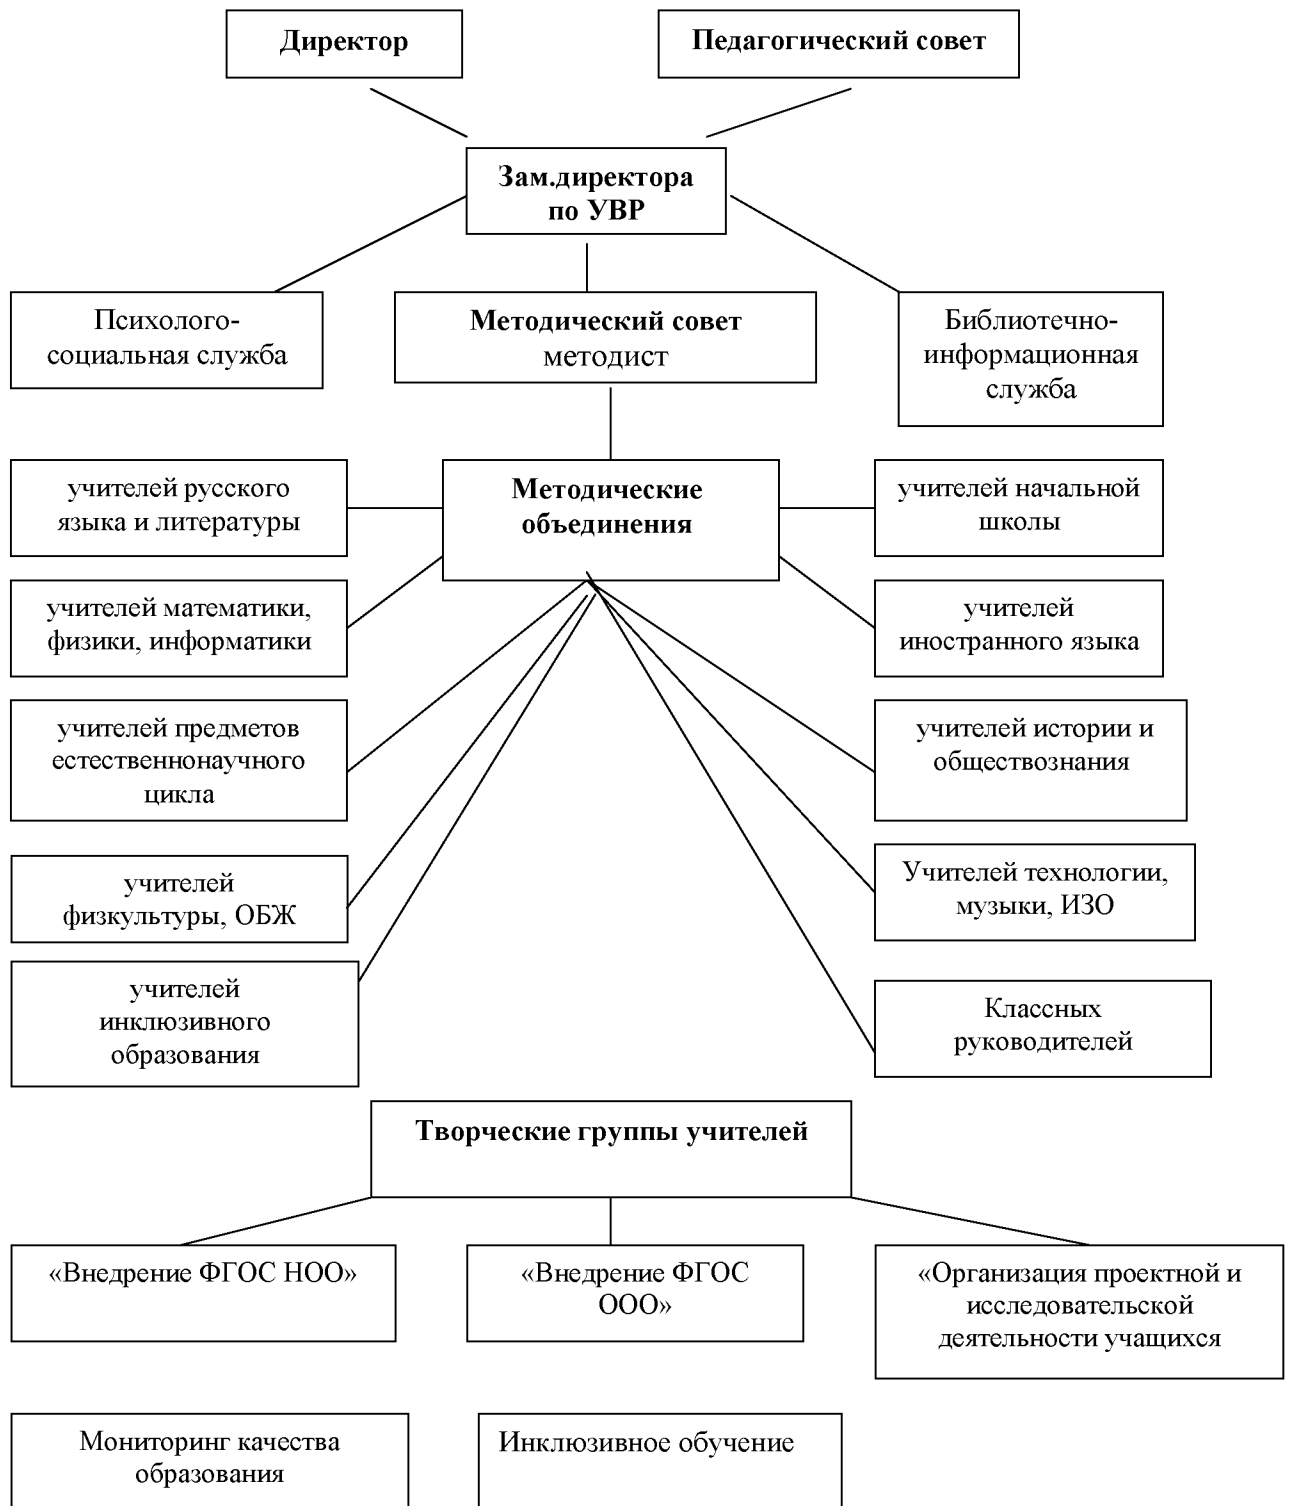 Директор
Педагогический совет
Зам.директора
по УВР
Психолого-
социальная служба
Методический совет
методист
Библиотечно-
информационная
служба
учителей русского
языка и литературы
Методические
объединения
учителей начальной
школы
учителей математики,
физики, информатики
учителей
иностранного языка
учителей предметов
естественнонаучного
цикла
учителей истории и
обществознания
учителей
физкультуры, ОБЖ
Учителей технологии,
музыки, ИЗО
учителей
инклюзивного
образования
Классных
руководителей
Творческие группы учителей
«Внедрение ФГОС НОО»
«Внедрение ФГОС
ООО»
«Организация проектной и
исследовательской
деятельности учащихся
Мониторинг качества
образования
Инклюзивное обучение